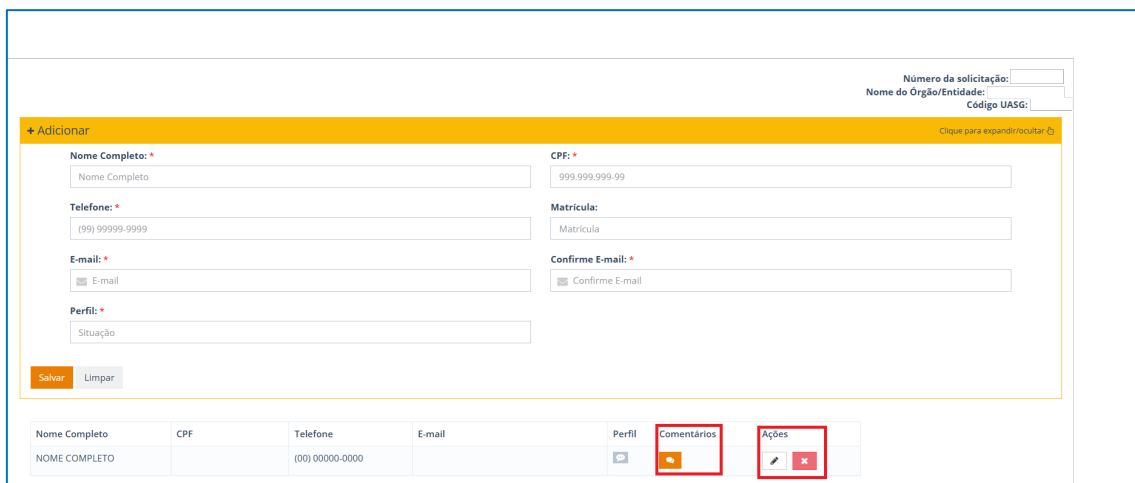 Número da solicitação:
Nome do Órgão/Entidade:
Código UASG:
+ Adicionar Clique para expandir/ocultar
Nome Completo: * CPF: *
Nome Completo 999.999.999-99
Telefone: * Matrícula:
(99) 99999-9999 Matrícula
E-mail: * Confirme E-mail: *
E-mail Confirme E-mail
Perfil: *
Situação
Salvar Limpar
Nome Completo CPF Telefone E-mail Perfil Comentários Ações
NOME COMPLETO (00) 00000-0000